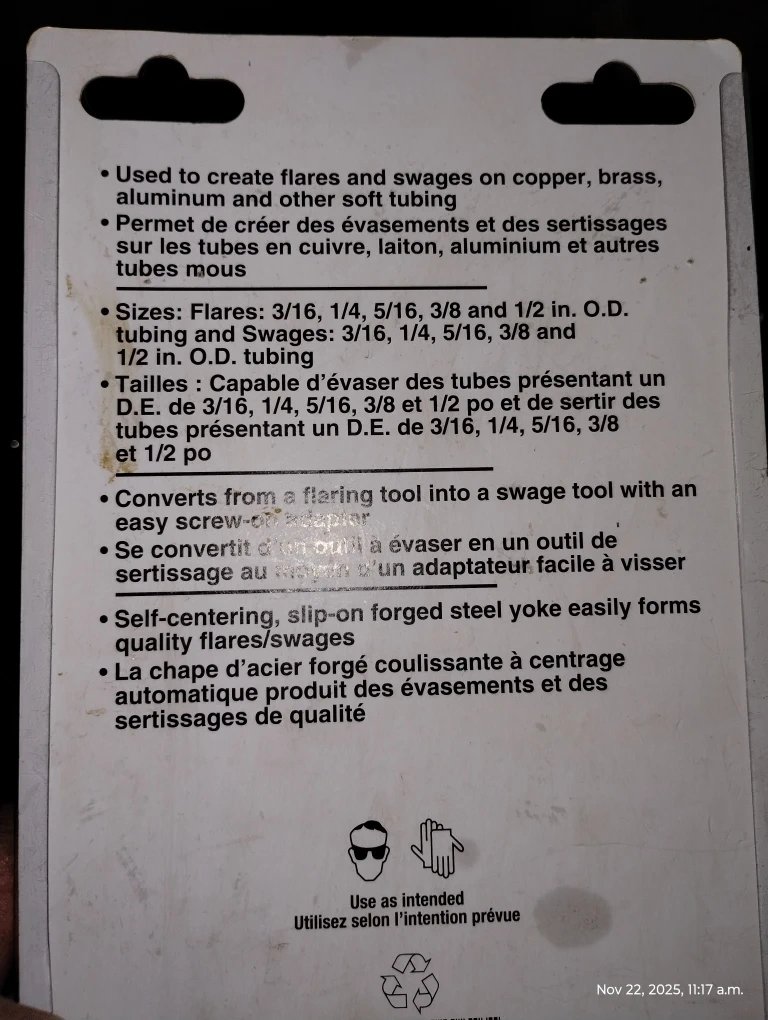 • Used to create flares and swages on copper, brass,
aluminum and other soft tubing
• Permet de créer des évasements et des sertissages
sur les tubes en cuivre, laiton, aluminium et autres
tubes mous
• Sizes: Flares: 3/16, 1/4, 5/16, 3/8 and 1/2 in. O.D.
tubing and Swages: 3/16, 1/4, 5/16, 3/8 and
1/2 in. O.D. tubing
• Tailles : Capable d’évaser des tubes présentant un
D.E. de 3/16, 1/4, 5/16, 3/8 et 1/2 po et de sertir des
tubes présentant un D.E. de 3/16, 1/4, 5/16, 3/8
et 1/2 po
• Converts from a flaring tool into a swage tool with an
easy screw-on adapter
• Se convertit d’un outil à évaser en un outil de
sertissage au moyen d’un adaptateur facile à visser
• Self-centering, slip-on forged steel yoke easily forms
quality flares/swages
• La chape d’acier forgé coulissante à centrage
automatique produit des évasements et des
sertissages de qualité
Use as intended
Utilisez selon l’intention prévue
Nov 22, 2025, 11:17 a.m.